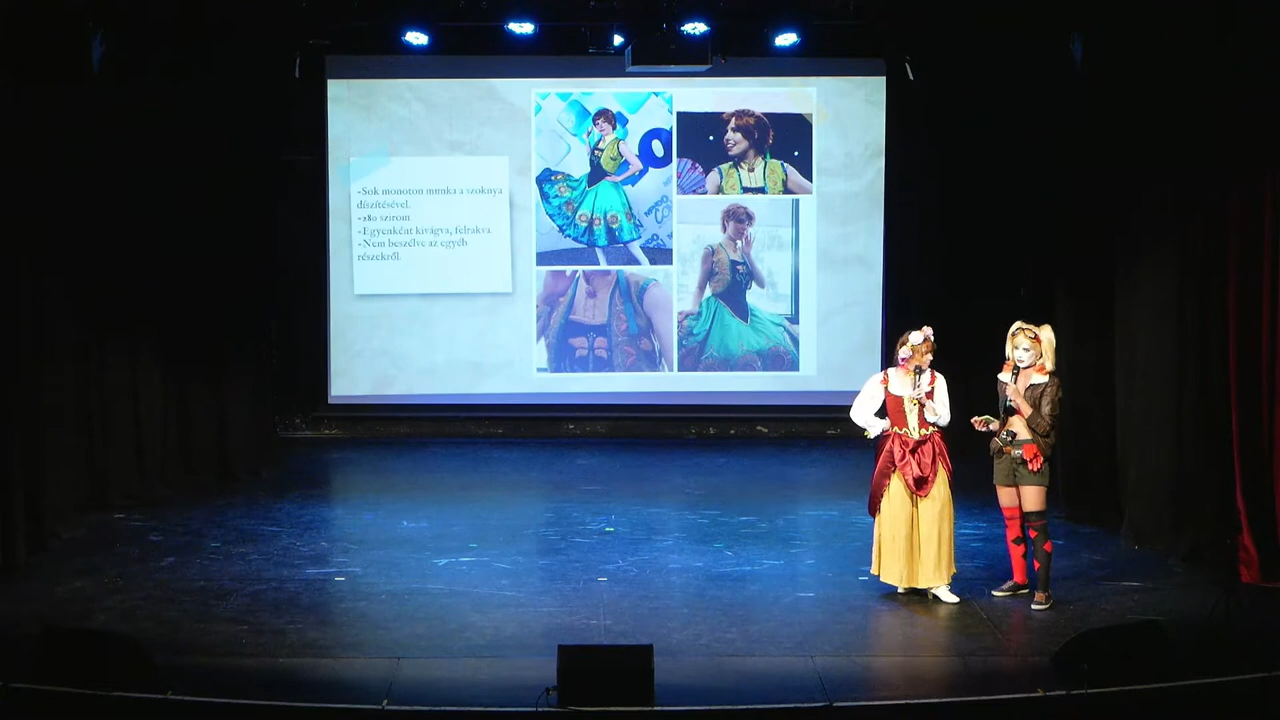 -Sok monoton munka a szoknya
díszítésével.
-280 szirom.
-Egyenként kivágva, felrakva.
-Nem beszélve az egyéb
részekről.